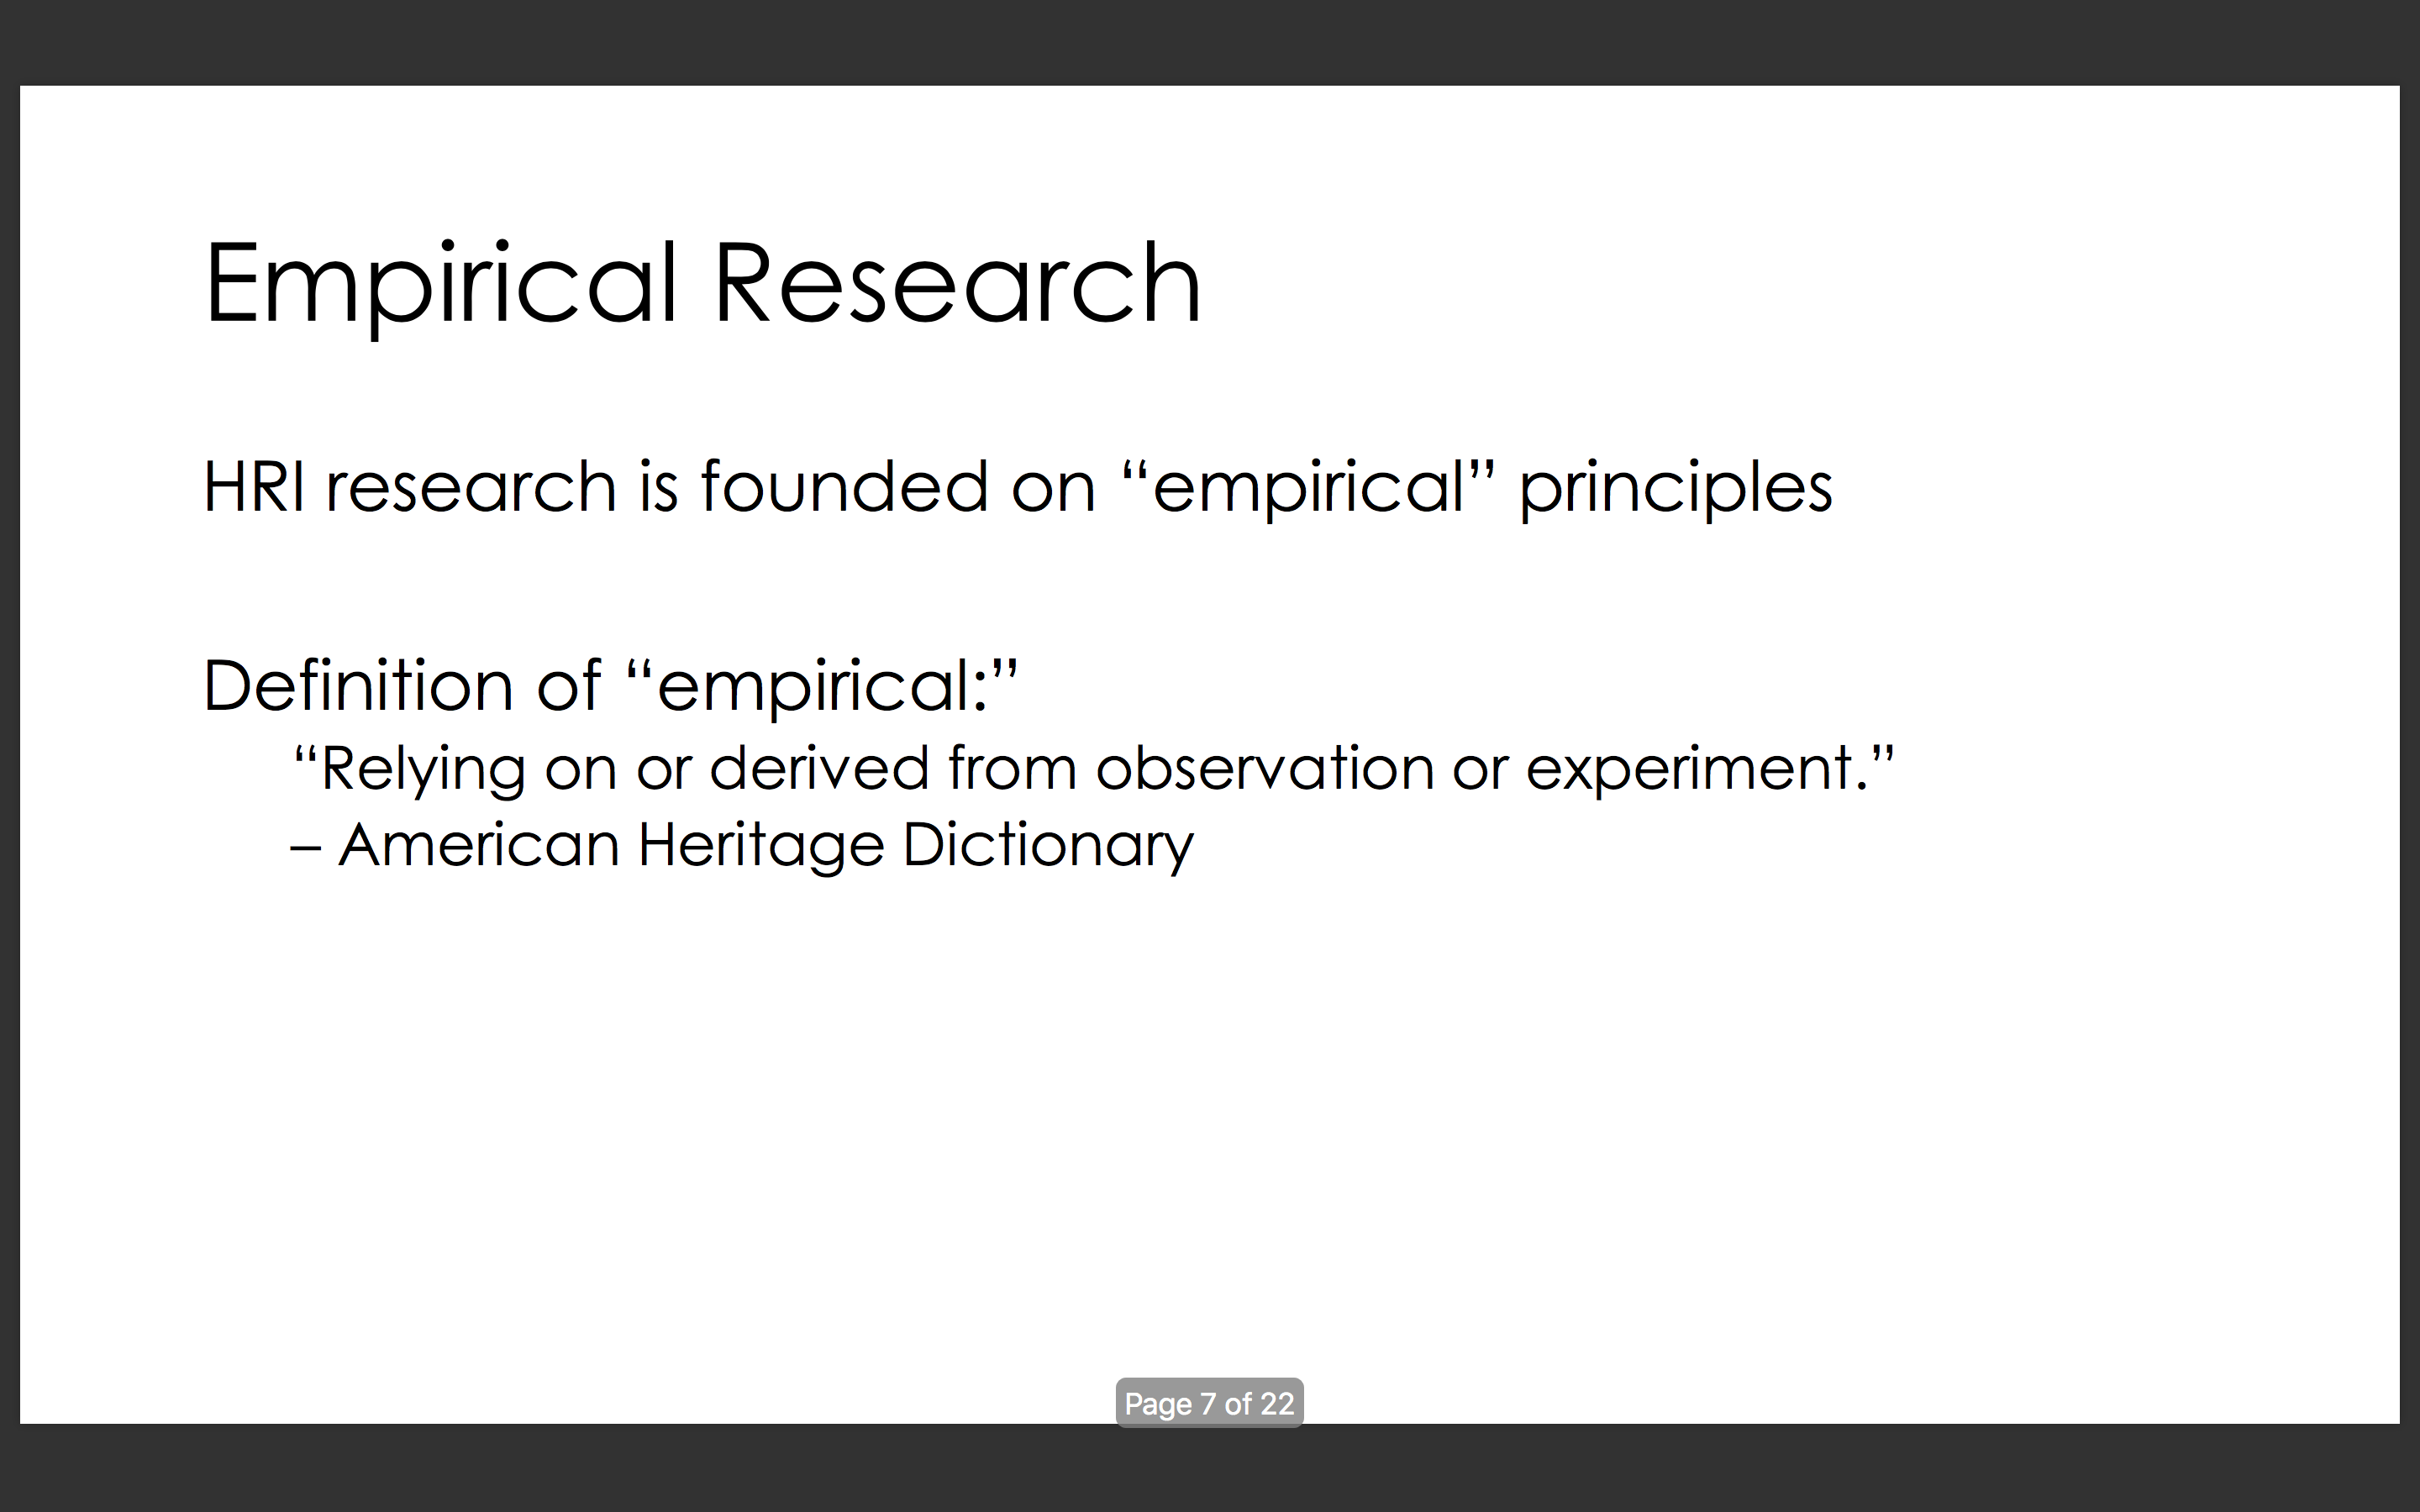 Empirical Research
HRI research is founded on “empirical” principles
Definition of “empirical:”
“Relying on or derived from observation or experiment.”
– American Heritage Dictionary
Page 7 of 22